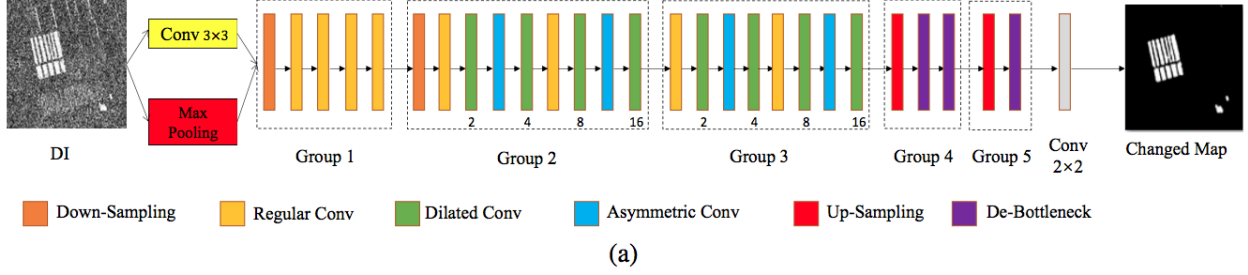 Conv 3×3
Max
Pooling
DI
2 4 8 16
2 4 8 16
Group 1
Group 2
Group 3
Group 4
Group 5
Conv
2×2
Changed Map
Down-Sampling
Regular Conv
Dilated Conv
Asymmetric Conv
Up-Sampling
De-Bottleneck
(a)